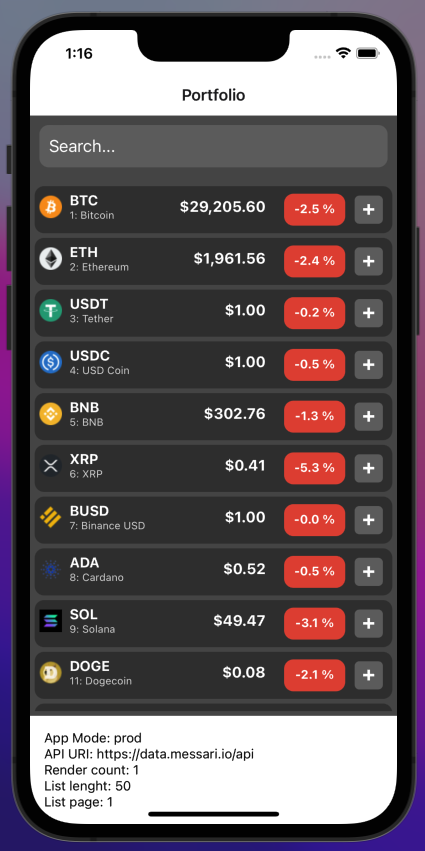 1:16
Portfolio
Search...
BTC $29,205.60 -2.5 % +
1: Bitcoin
ETH $1,961.56 -2.4 % +
2: Ethereum
USDT $1.00 -0.2 % +
3: Tether
USDC $1.00 -0.5 % +
4: USD Coin
BNB $302.76 -1.3 % +
5: BNB
XRP $0.41 -5.3 % +
6: XRP
BUSD $1.00 -0.0 % +
7: Binance USD
ADA $0.52 -0.5 % +
8: Cardano
SOL $49.47 -3.1 % +
9: Solana
DOGE $0.08 -2.1 % +
11: Dogecoin
App Mode: prod
API URI: https://data.messari.io/api
Render count: 1
List lenght: 50
List page: 1